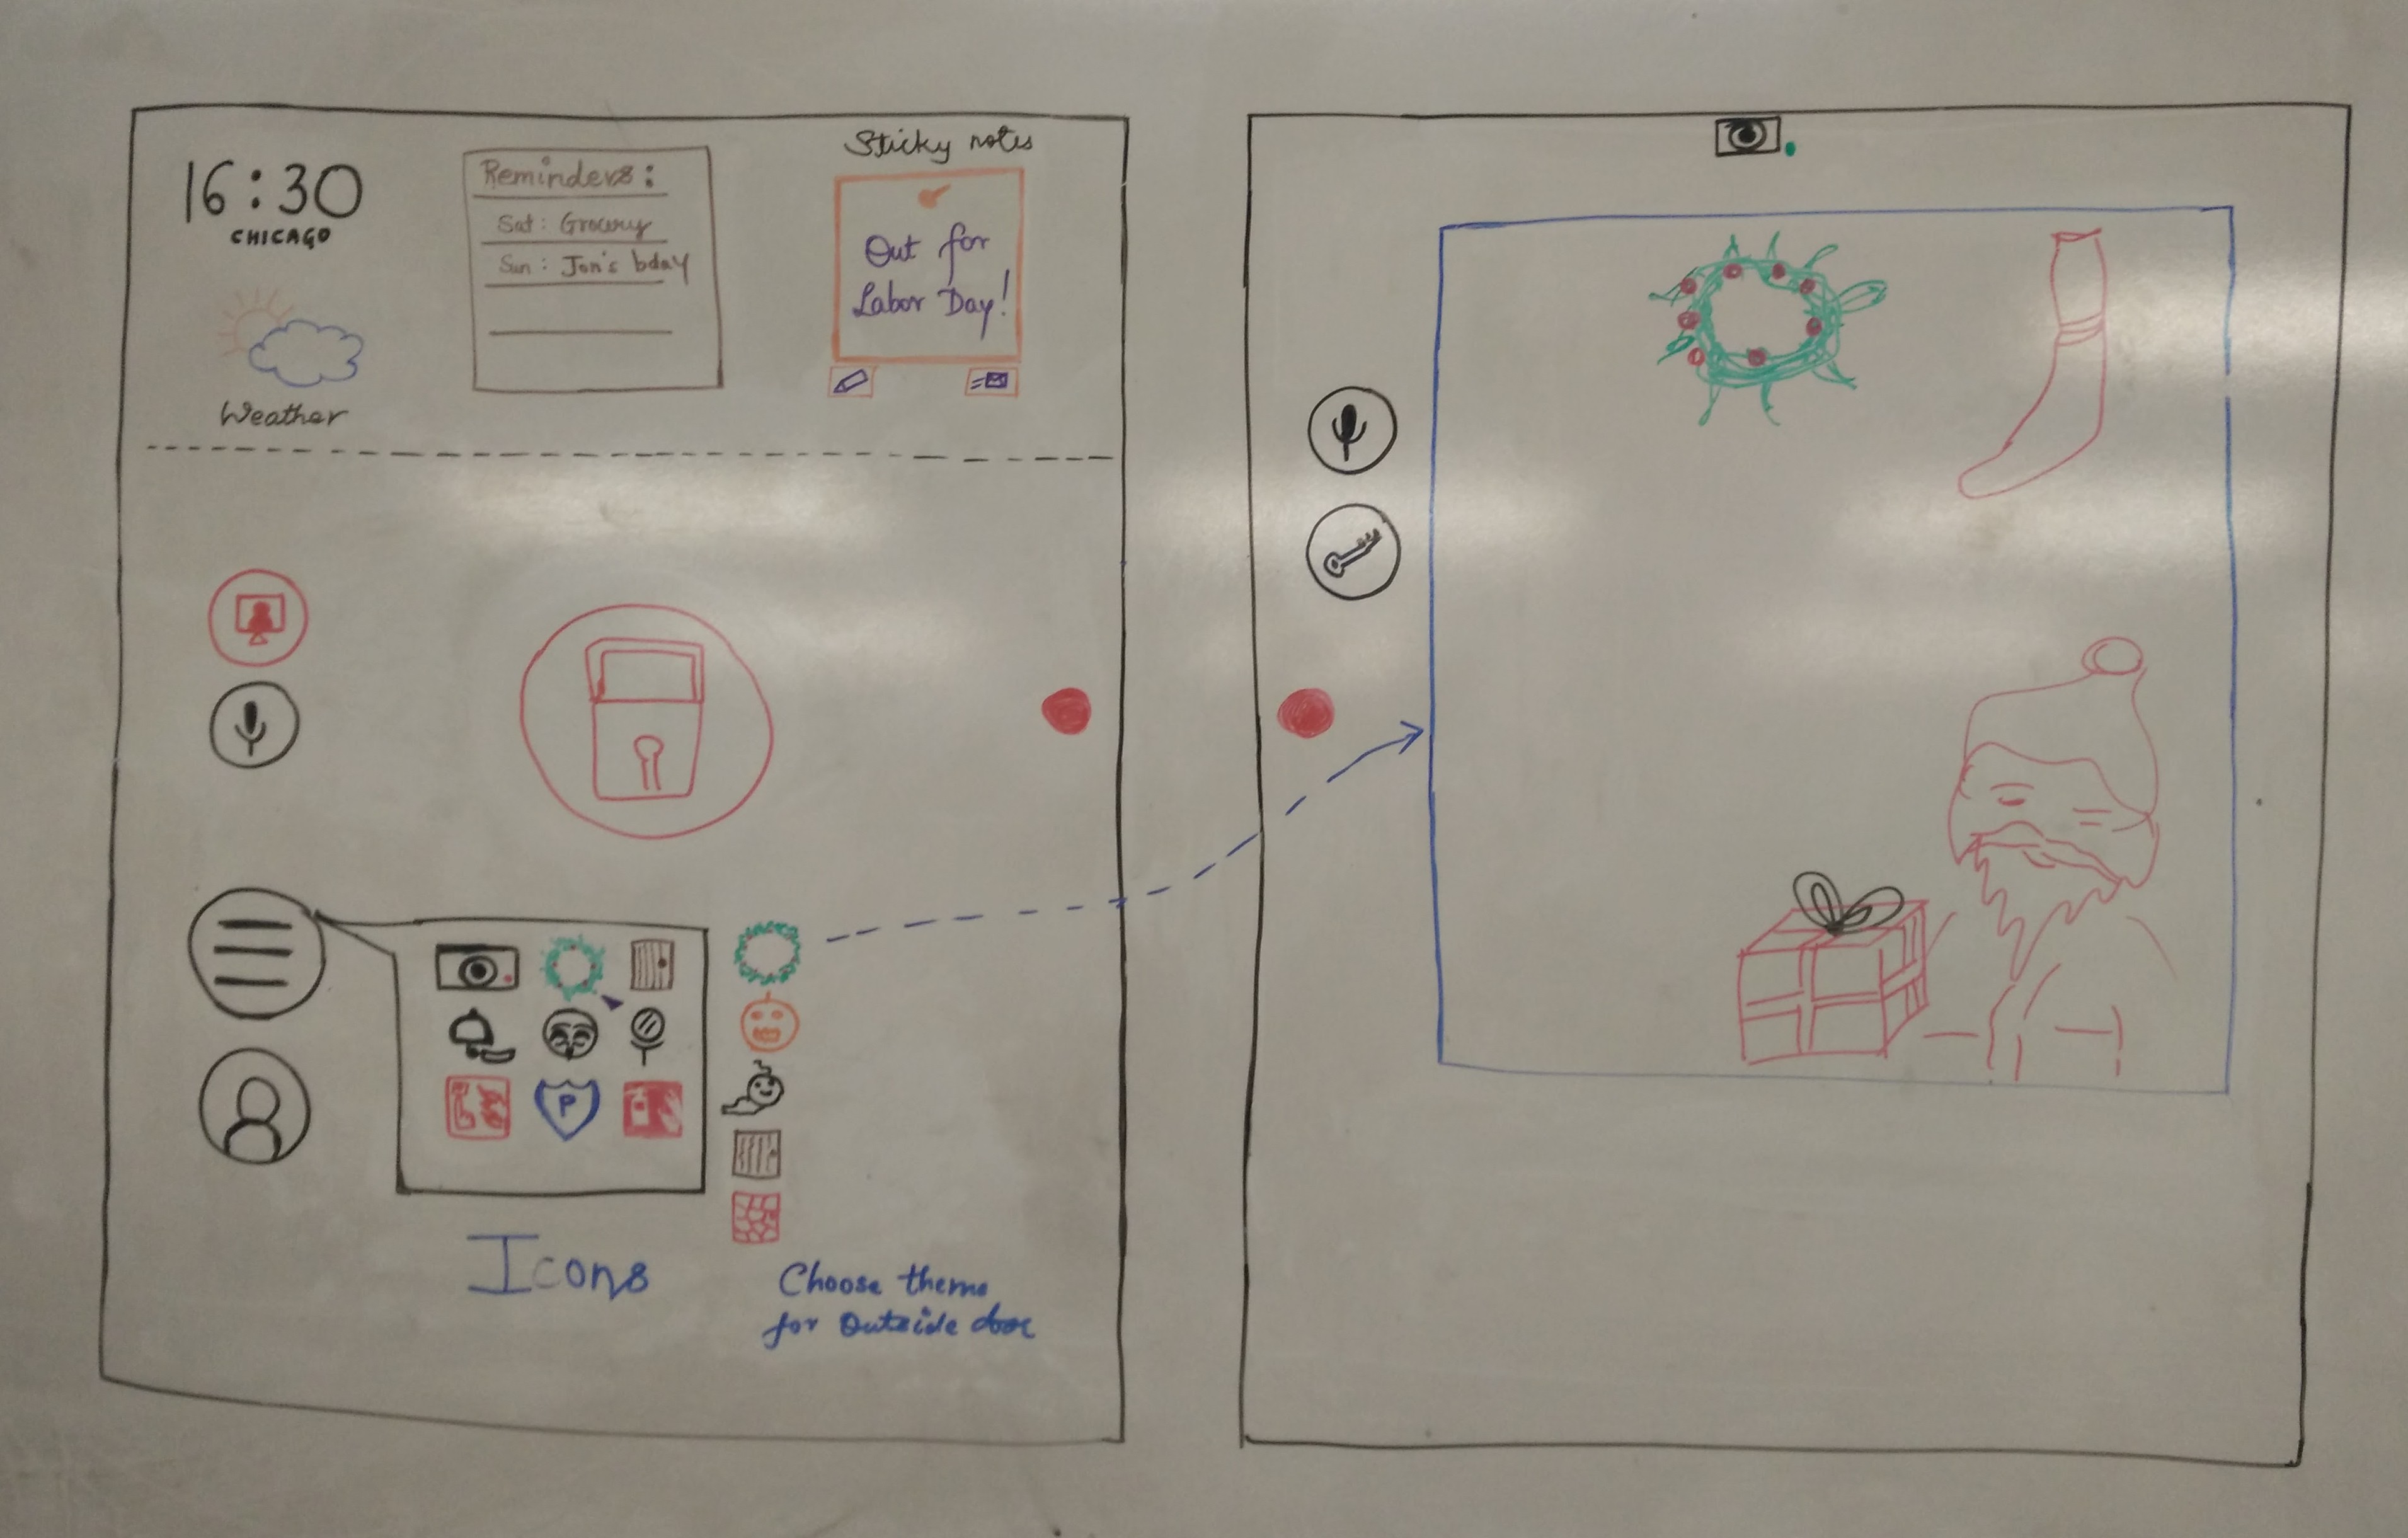 16:30
CHICAGO
Weather
Reminders:
Sat: Grocery
Sun: Jon's bday
Sticky notes
Out for
Labor Day!
P
Icons
Choose theme
for Outside door